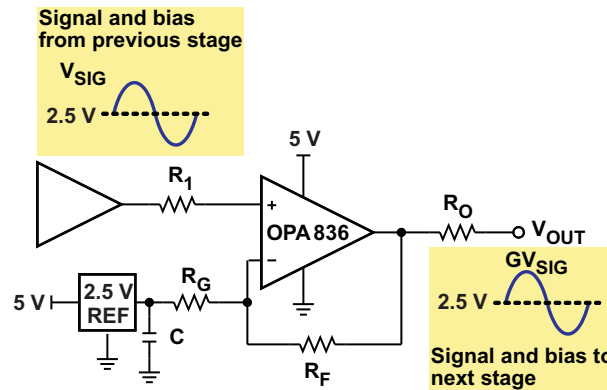 Signal and bias
from previous stage
VSIG
2.5 V
5 V
R1
+
OPA836
−
RO
VOUT
GVSIG
2.5 V
5 V
2.5 V
REF
RG
C
RF
Signal and bias to
next stage